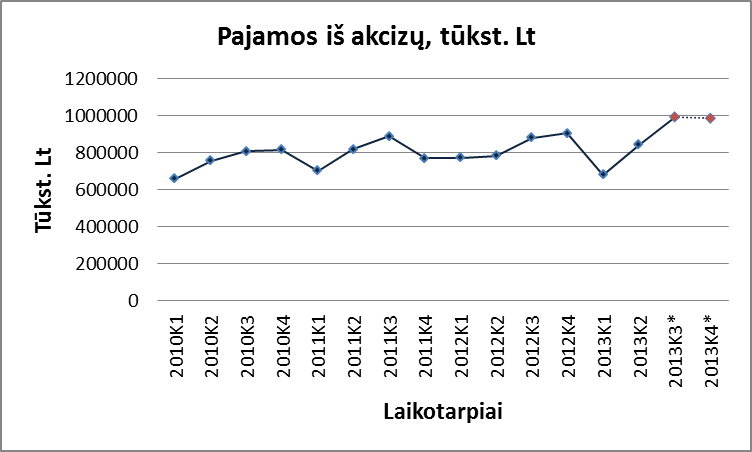 Pajamos iš akcizų, tūkst. Lt
Tūkst. Lt
1200000
1000000
800000
600000
400000
200000
0
2010K1
2010K2
2010K3
2010K4
2011K1
2011K2
2011K3
2011K4
2012K1
2012K2
2012K3
2012K4
2013K1
2013K2
2013K3*
2013K4*
Laikotarpiai